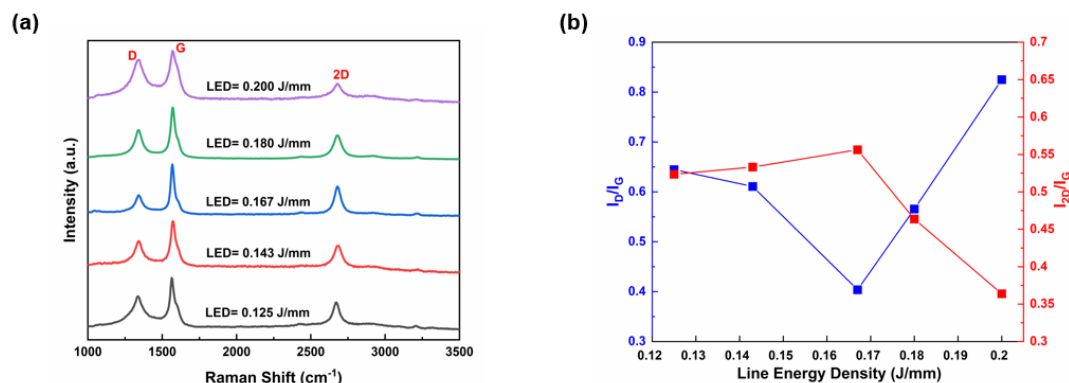 (a)
D
G
2D
LED= 0.200 J/mm
LED= 0.180 J/mm
LED= 0.167 J/mm
LED= 0.143 J/mm
LED= 0.125 J/mm
Intensity (a.u.)
1000 1500 2000 2500 3000 3500
Raman Shift (cm⁻¹)
(b)
0.9
0.8
0.7
0.6
0.5
0.4
0.3
I_D/I_G
0.7
0.65
0.6
0.55
0.5
0.45
0.4
0.35
0.3
I_2D/I_G
0.12 0.13 0.14 0.15 0.16 0.17 0.18 0.19 0.2
Line Energy Density (J/mm)